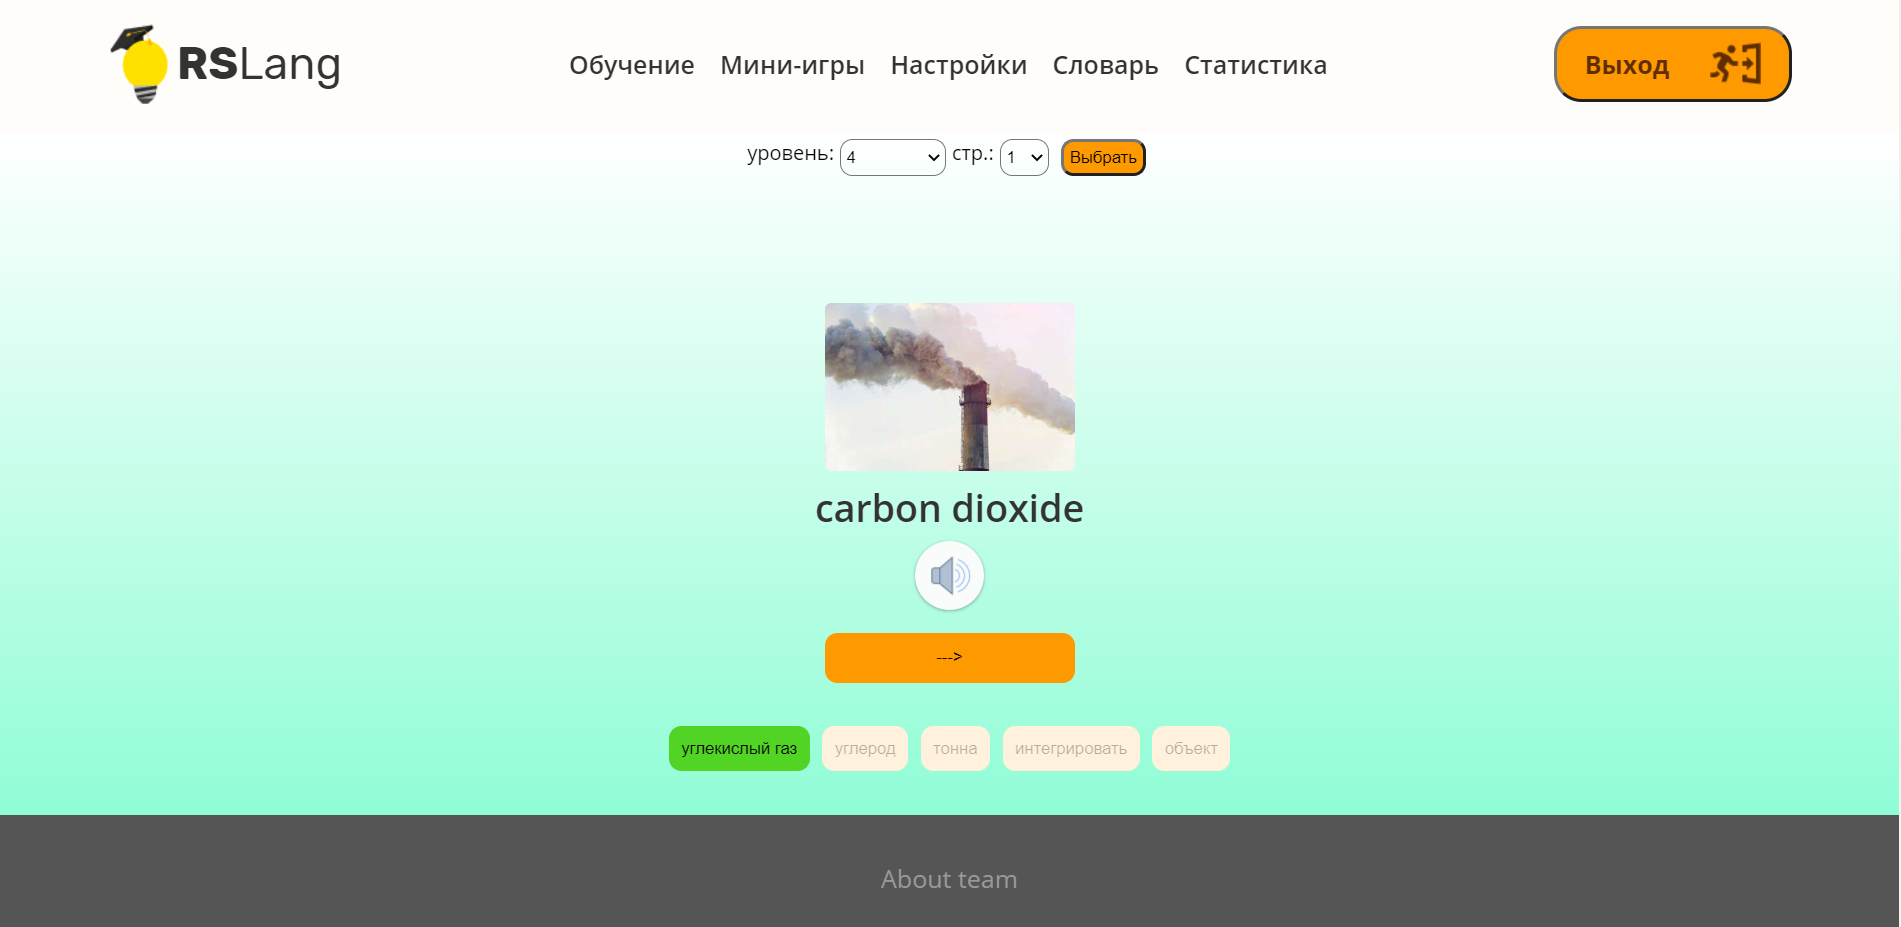 RSLang
Обучение Мини-игры Настройки Словарь Статистика
Выход
уровень: 4 стр.: 1 Выбрать
carbon dioxide
--->
углекислый газ углерод тонна интегрировать объект
About team